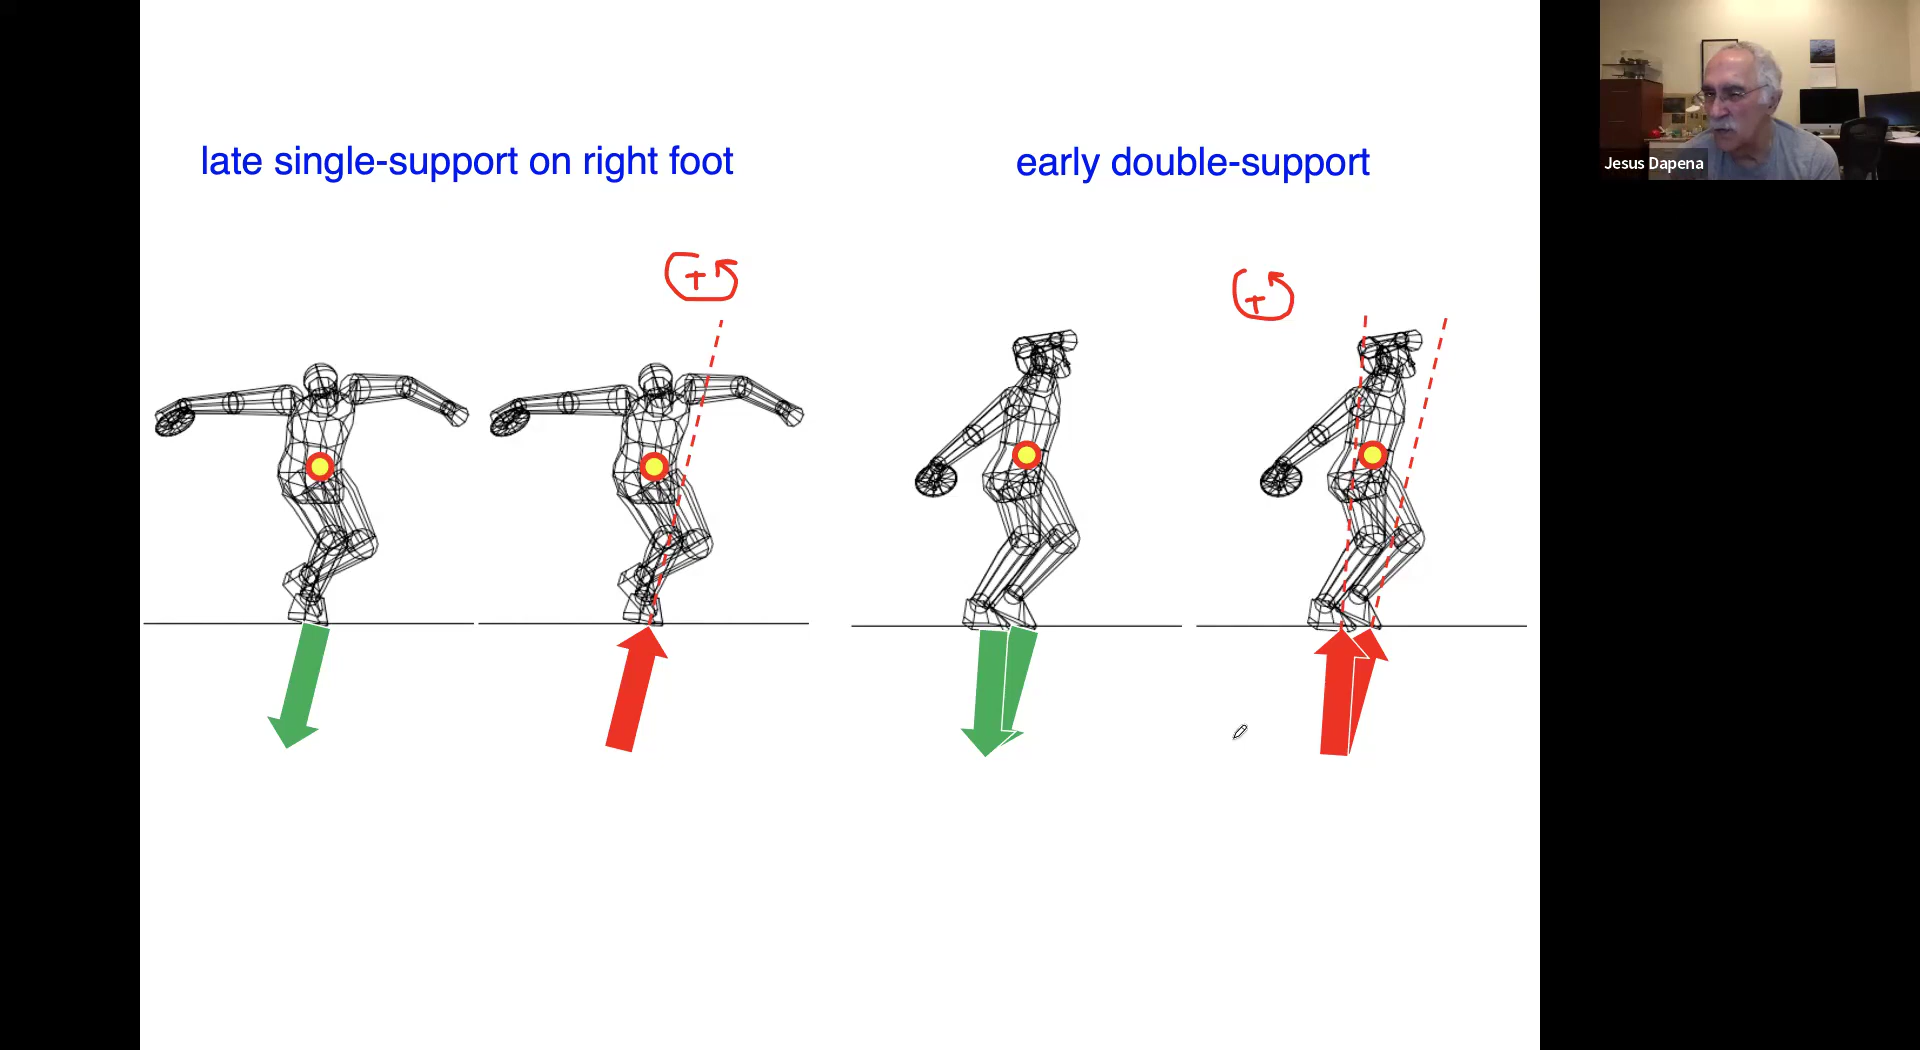 late single-support on right foot
early double-support
+
+
Jesus Dapena